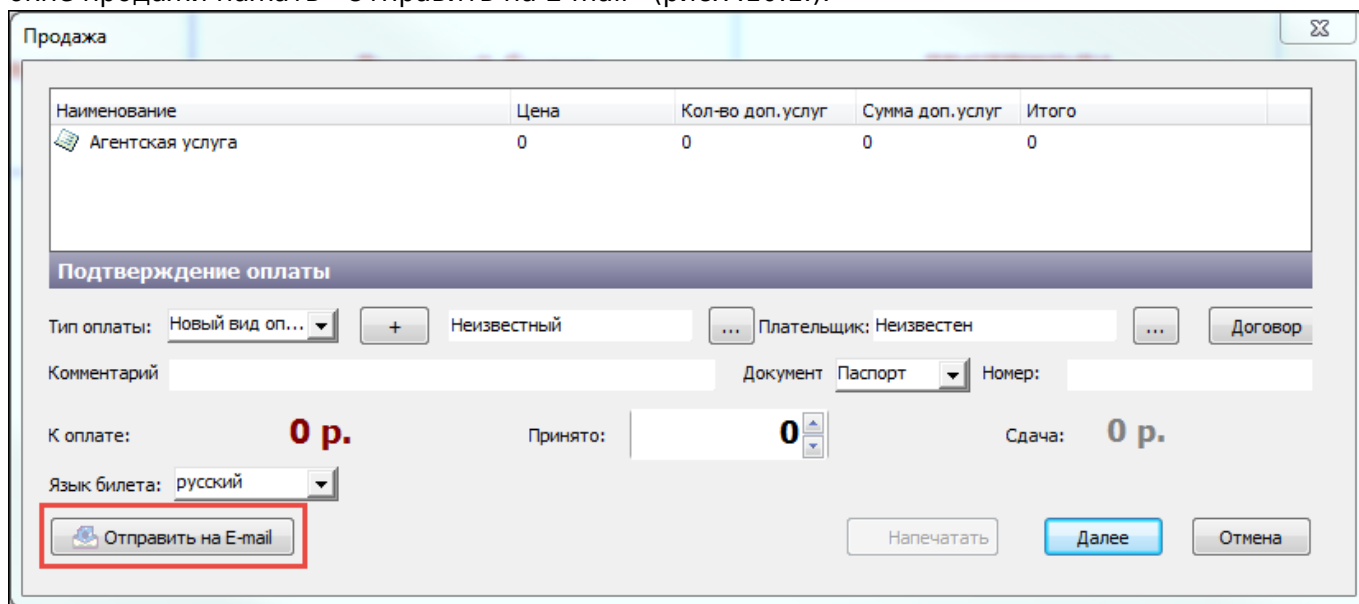 Продажа
Наименование Цена Кол-во доп.услуг Сумма доп.услуг Итого
Агентская услуга 0 0 0 0
Подтверждение оплаты
Тип оплаты: Новый вид оп... + Неизвестный ... Плательщик: Неизвестен ... Договор
Комментарий Документ Паспорт Номер:
К оплате: 0 р. Принято: 0 Сдача: 0 р.
Язык билета: русский
Отправить на E-mail Напечатать Далее Отмена